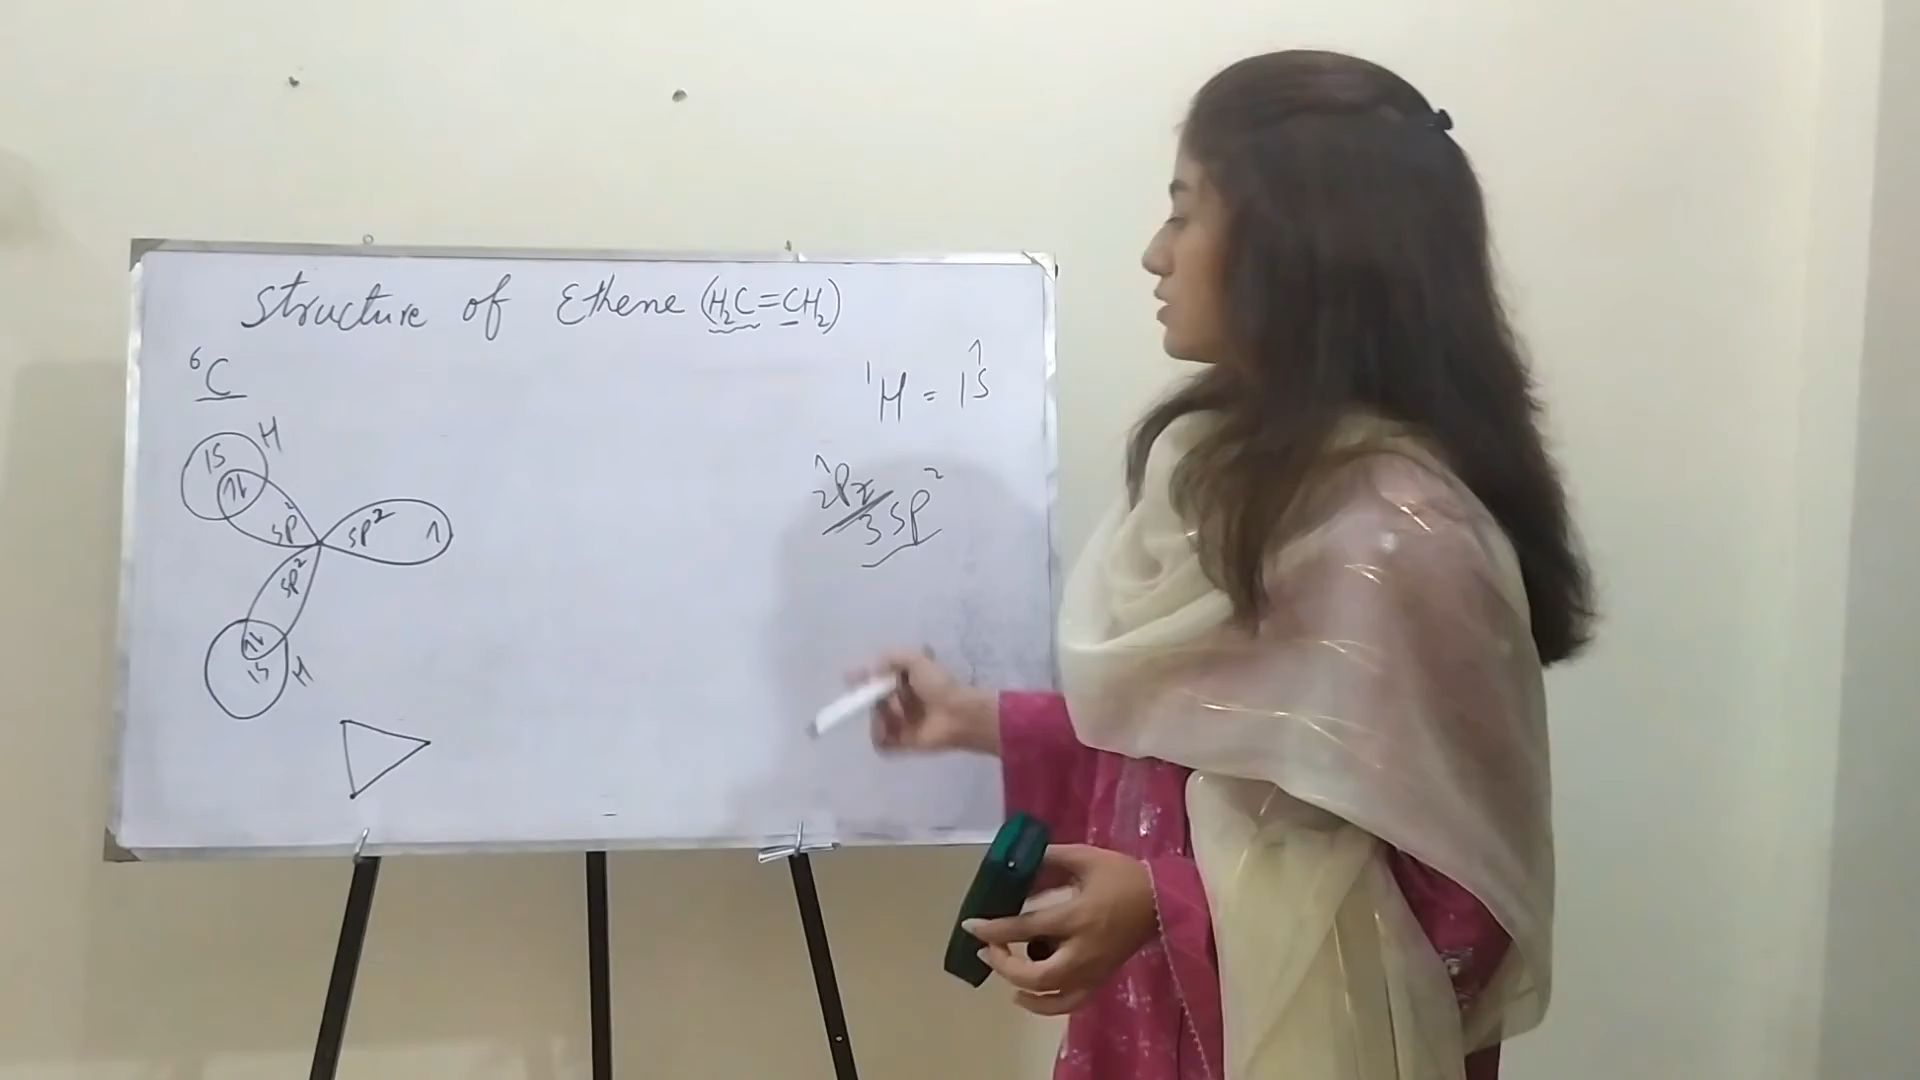 Structure of Ethene (H₂C=CH₂)
⁶C
¹H = 1S
↿
H
1S
↿⇂
sp²
sp²
↿
sp²
↿⇂
1S
H
↿
2Pz
3sp²